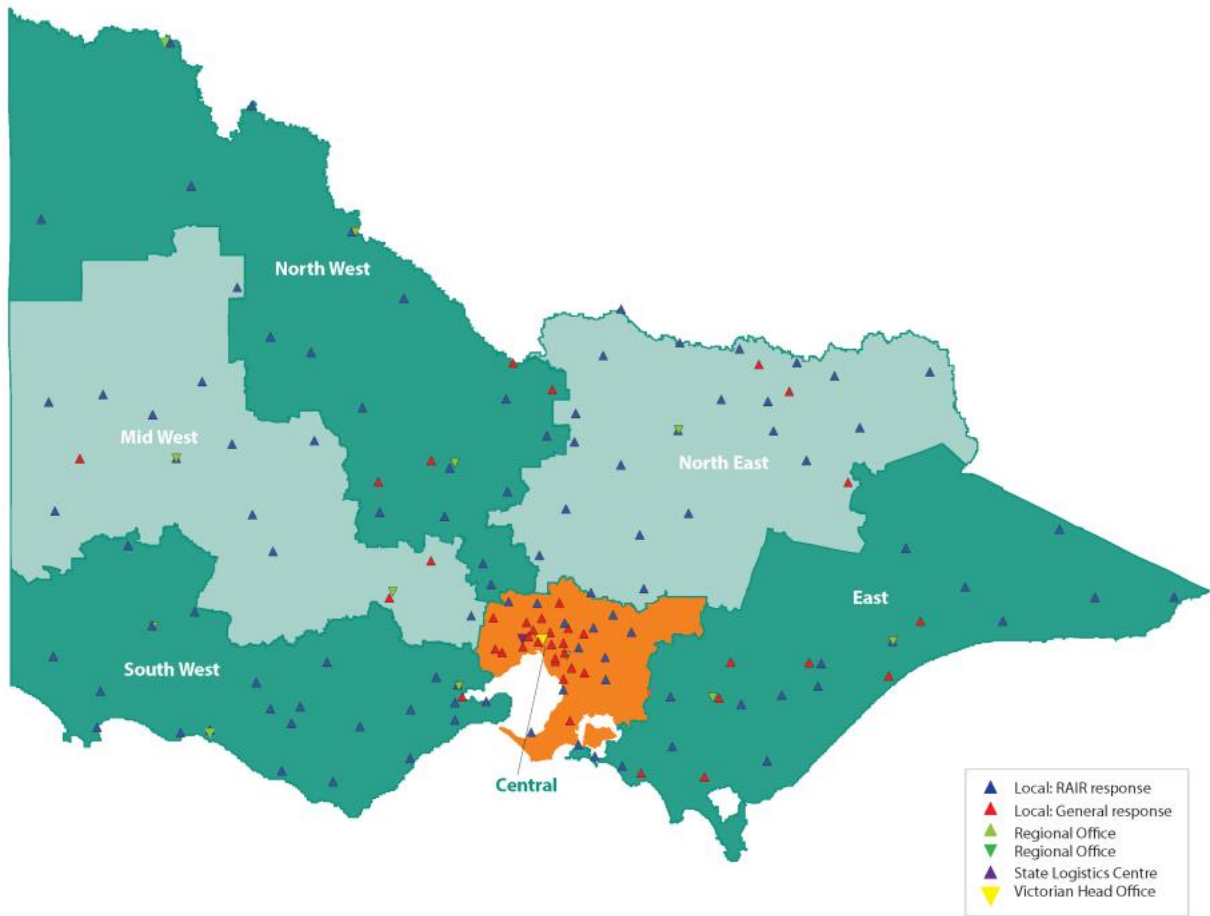 North West
Mid West
North East
East
South West
Central
Local: RAIR response
Local: General response
Regional Office
Regional Office
State Logistics Centre
Victorian Head Office